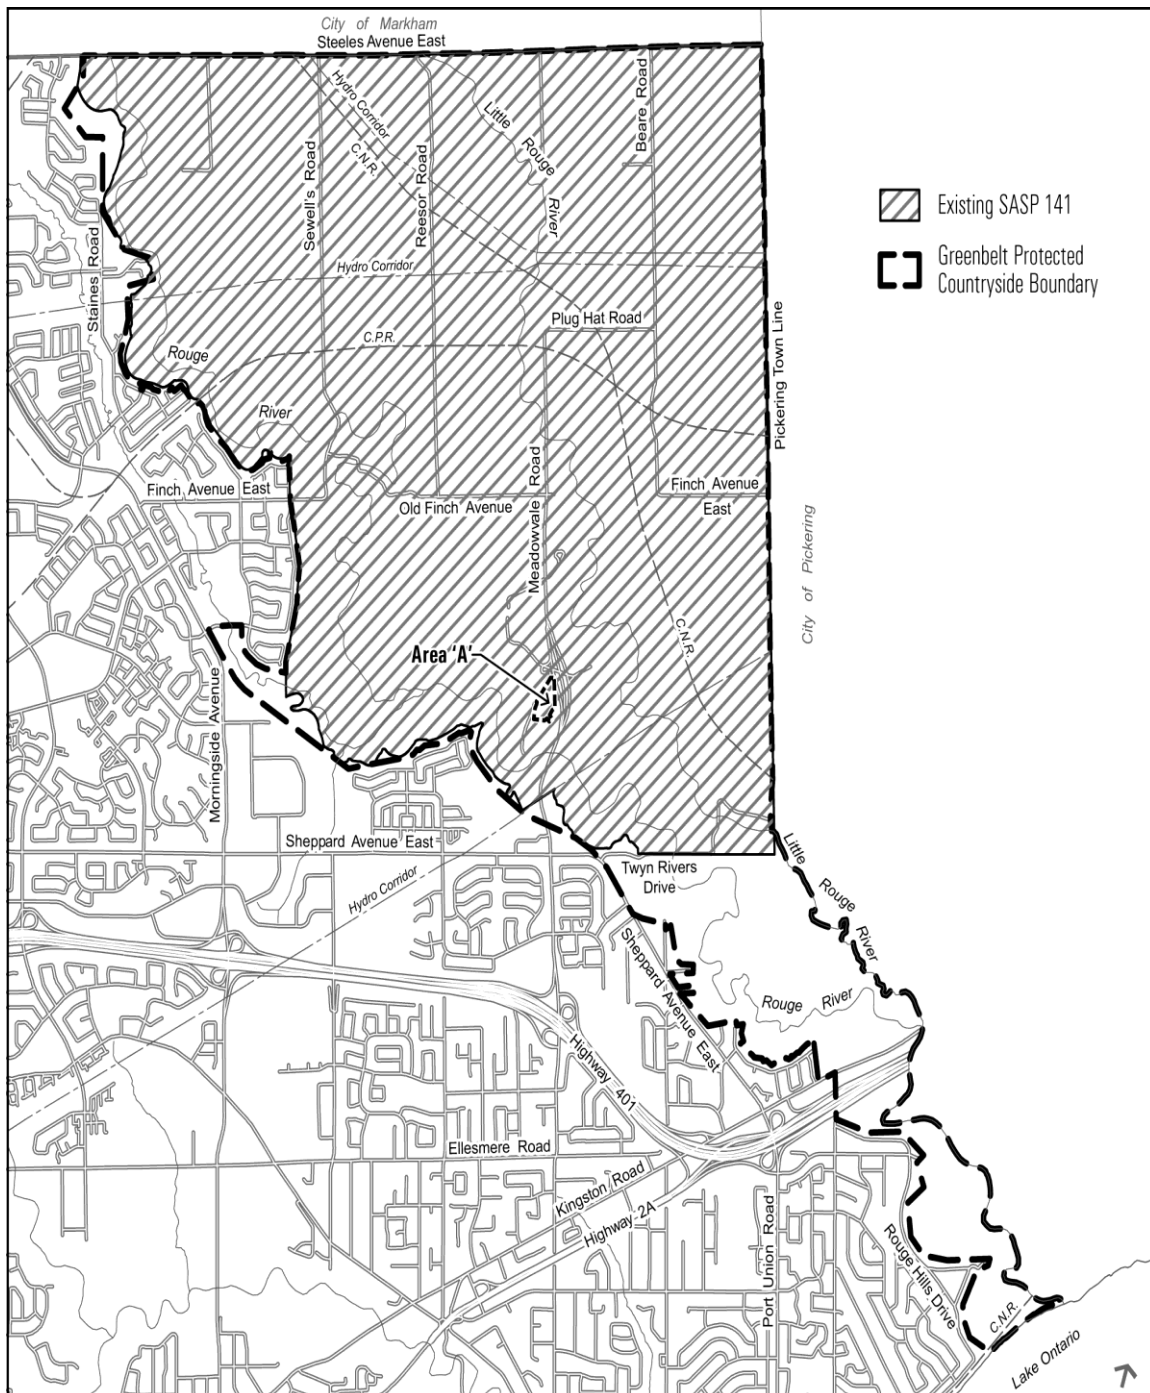 City of Markham
Steeles Avenue East
Hydro Corridor
C.N.R.
Little Rouge River
Beare Road
Sewell's Road
Reesor Road
Existing SASP 141
Greenbelt Protected
Countryside Boundary
Staines Road
Hydro Corridor
Plug Hat Road
C.P.R.
Pickering Town Line
Rouge River
Finch Avenue East
Old Finch Avenue
Meadowvale Road
Finch Avenue
East
City of Pickering
C.N.R.
Area 'A'
Morningside Avenue
Sheppard Avenue East
Hydro Corridor
Twyn Rivers
Drive
Little Rouge River
Sheppard Avenue East
Rouge River
Highway 401
Ellesmere Road
Kingston Road
Highway 2A
Port Union Road
Rouge Hills Drive
C.N.R.
Lake Ontario